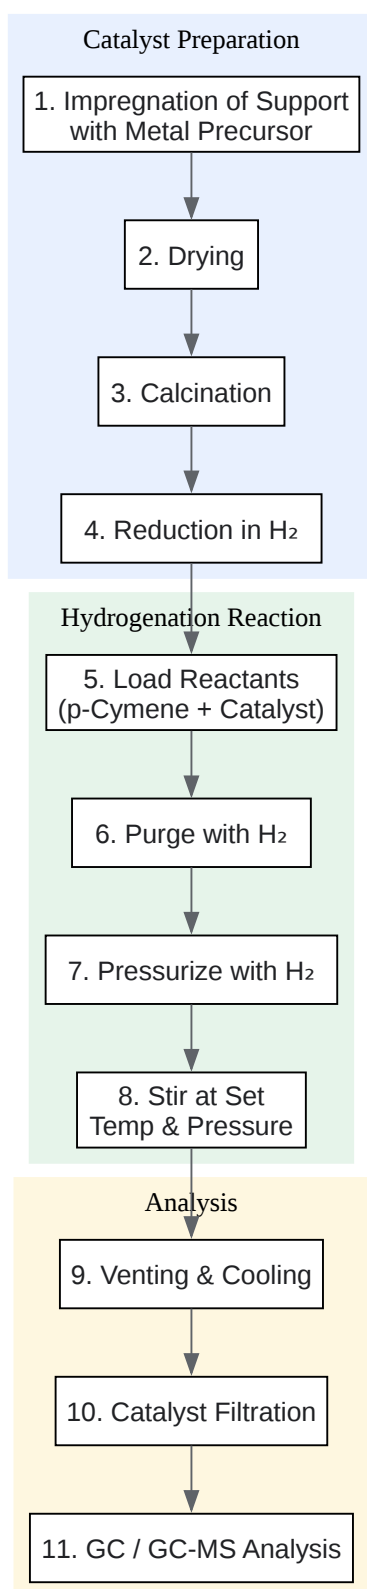 Catalyst Preparation
1. Impregnation of Support
with Metal Precursor
2. Drying
3. Calcination
4. Reduction in H₂
Hydrogenation Reaction
5. Load Reactants
(p-Cymene + Catalyst)
6. Purge with H₂
7. Pressurize with H₂
8. Stir at Set
Temp & Pressure
Analysis
9. Venting & Cooling
10. Catalyst Filtration
11. GC / GC-MS Analysis